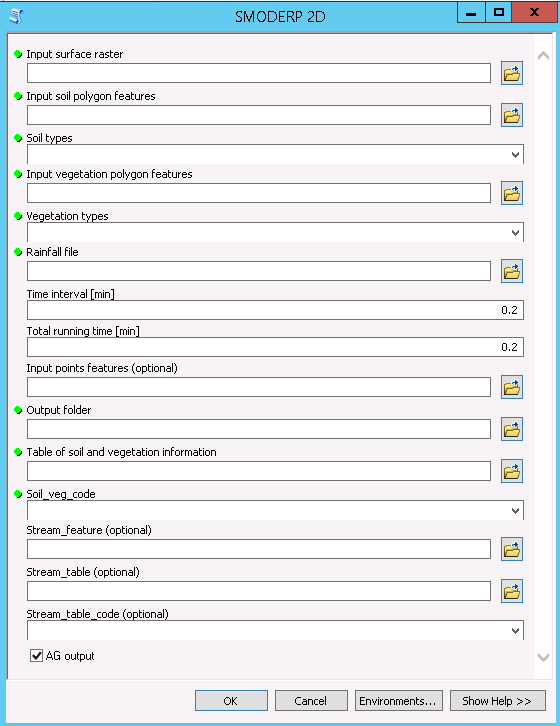 SMODERP 2D
Input surface raster
Input soil polygon features
Soil types
Input vegetation polygon features
Vegetation types
Rainfall file
Time interval [min]
0.2
Total running time [min]
0.2
Input points features (optional)
Output folder
Table of soil and vegetation information
Soil_veg_code
Stream_feature (optional)
Stream_table (optional)
Stream_table_code (optional)
AG output
OK Cancel Environments... Show Help >>